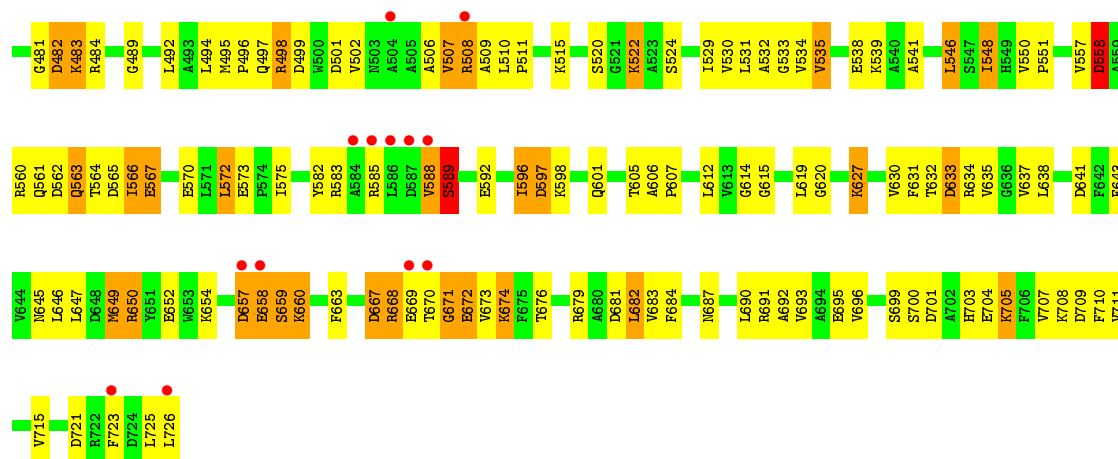 G481 D482 K483 R484 G489 L492 A493 L494 M495 P496 Q497 R498 D499 W500 D501 V502 N503 A504 A505 A506 V507 R508 A509 L510 P511 K515 S520 G521 K522 A523 S524 I529 V530 L531 A532 G533 V534 V535 E538 K539 A540 A541 L546 S547 I548 H549 V550 P551 V557 D558 A559
R560 Q561 D562 Q563 T564 D565 I566 E567 E570 L571 L572 E573 P574 I575 Y582 R583 A584 R585 L586 D587 V588 S589 E592 I596 D597 K598 Q601 T605 A606 P607 L612 V613 G614 G615 L619 G620 K627 V630 F631 T632 D633 R634 V635 G636 V637 L638 D641 F642
V644 N645 L646 L647 D648 M649 R650 Y651 E652 W653 K654 D657 E658 S659 K660 F663 D667 R668 E669 T670 G671 E672 V673 K674 F675 T676 R679 A680 D681 L682 V683 F684 N687 L690 R691 A692 V693 A694 E695 V696 S699 S700 D701 A702 H703 E704 K705 F706 V707 K708 D709 F710
V715 D721 R722 F723 D724 L725 L726